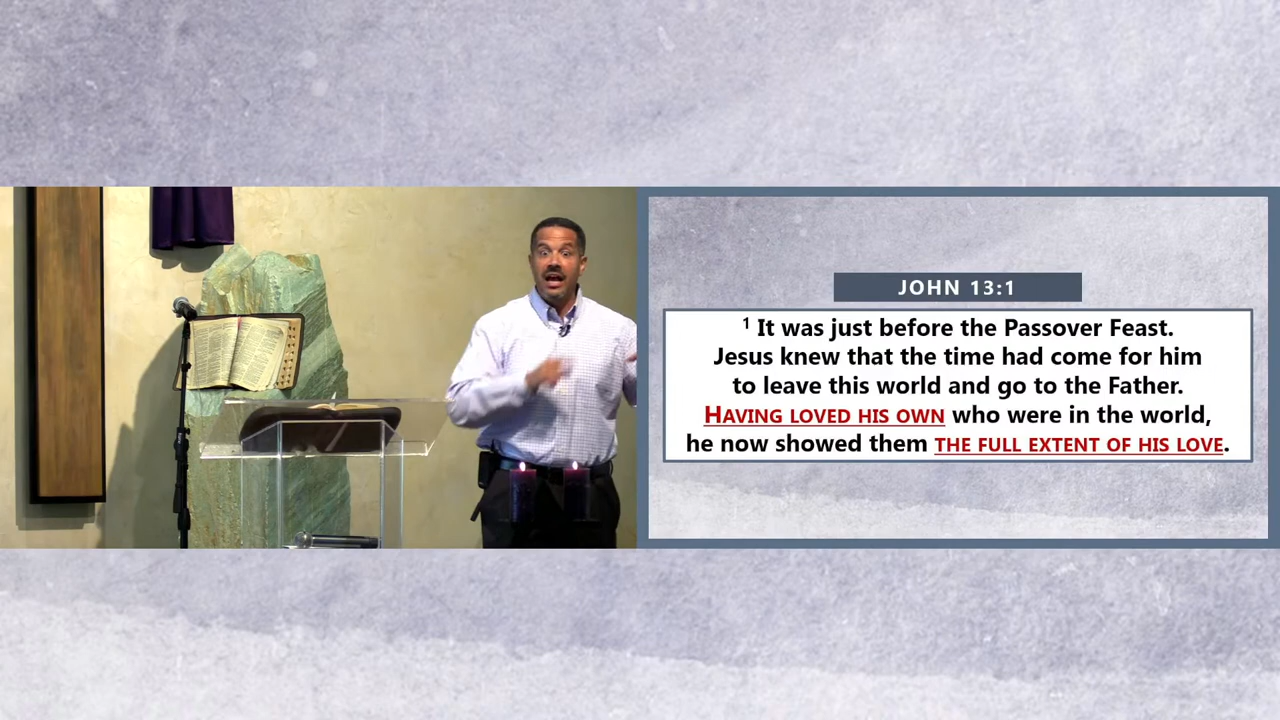 JOHN 13:1
¹ It was just before the Passover Feast.
Jesus knew that the time had come for him
to leave this world and go to the Father.
HAVING LOVED HIS OWN who were in the world,
he now showed them THE FULL EXTENT OF HIS LOVE.